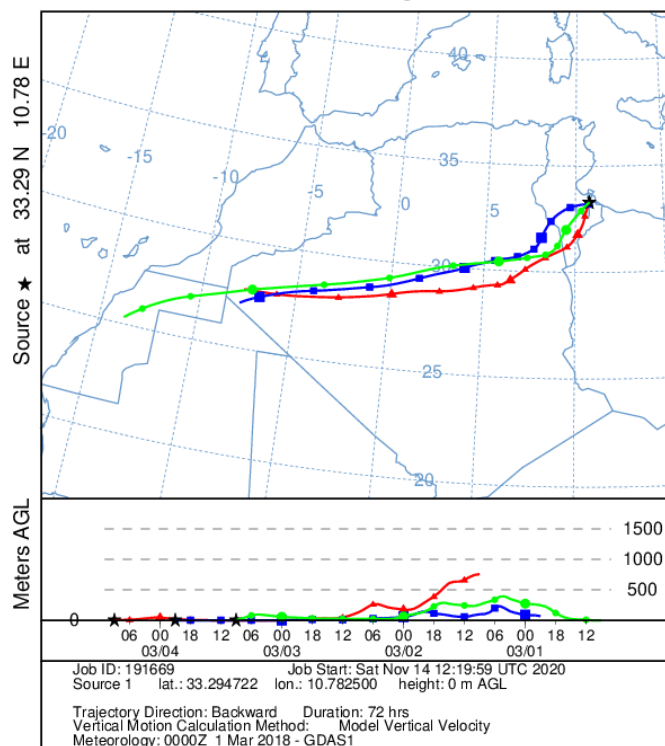 Source ★ at 33.29 N 10.78 E
40
-20
-15
35
-10
-5
0
5
30
25
20
Meters AGL
1500
1000
500
0
06 00 18 12 06 00 18 12 06 00 18 12 06 00 18 12
03/04 03/03 03/02 03/01
Job ID: 191669 Job Start: Sat Nov 14 12:19:59 UTC 2020
Source 1 lat.: 33.294722 lon.: 10.782500 height: 0 m AGL
Trajectory Direction: Backward Duration: 72 hrs
Vertical Motion Calculation Method: Model Vertical Velocity
Meteorology: 0000Z 1 Mar 2018 - GDAS1